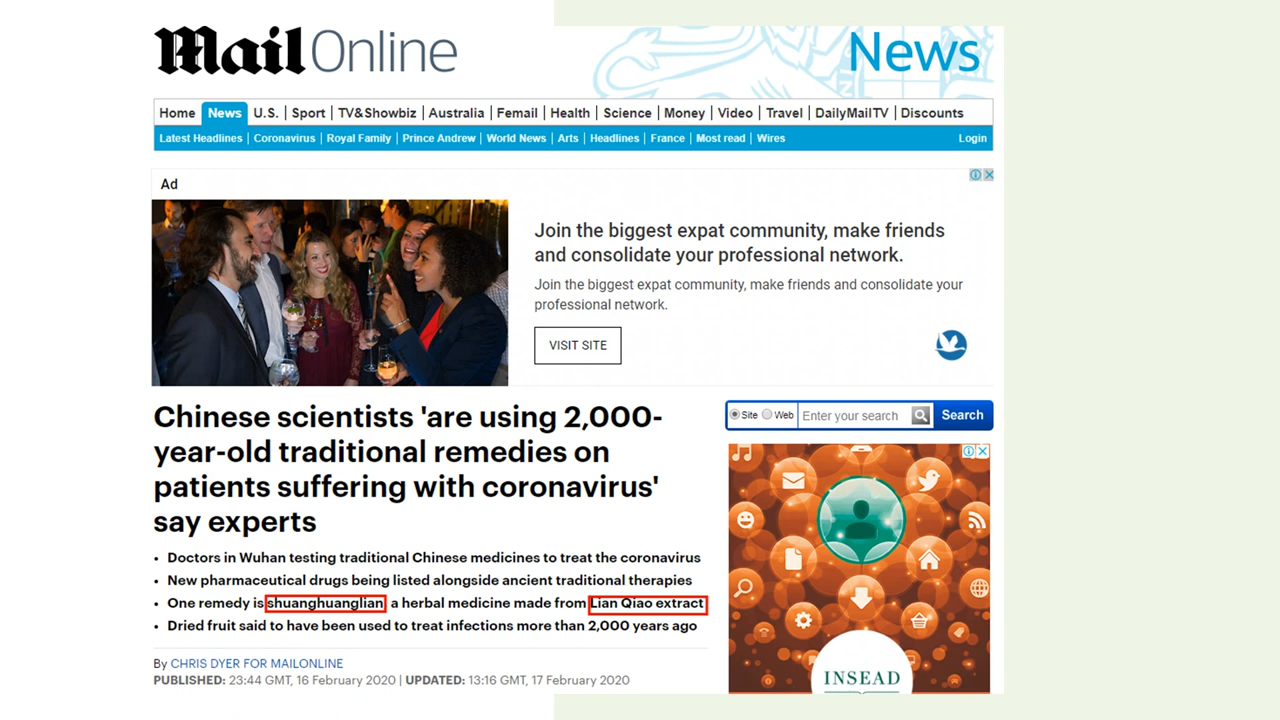 Mail Online
News
Home News U.S. Sport TV&Showbiz Australia Femail Health Science Money Video Travel DailyMailTV Discounts
Latest Headlines Coronavirus Royal Family Prince Andrew World News Arts Headlines France Most read Wires Login
Ad
Join the biggest expat community, make friends
and consolidate your professional network.
Join the biggest expat community, make friends and consolidate your
professional network.
VISIT SITE
Chinese scientists 'are using 2,000-
year-old traditional remedies on
patients suffering with coronavirus'
say experts
Site Web Enter your search Search
• Doctors in Wuhan testing traditional Chinese medicines to treat the coronavirus
• New pharmaceutical drugs being listed alongside ancient traditional therapies
• One remedy is shuanghuanglian a herbal medicine made from Lian Qiao extract
• Dried fruit said to have been used to treat infections more than 2,000 years ago
By CHRIS DYER FOR MAILONLINE
PUBLISHED: 23:44 GMT, 16 February 2020 | UPDATED: 13:16 GMT, 17 February 2020
INSEAD